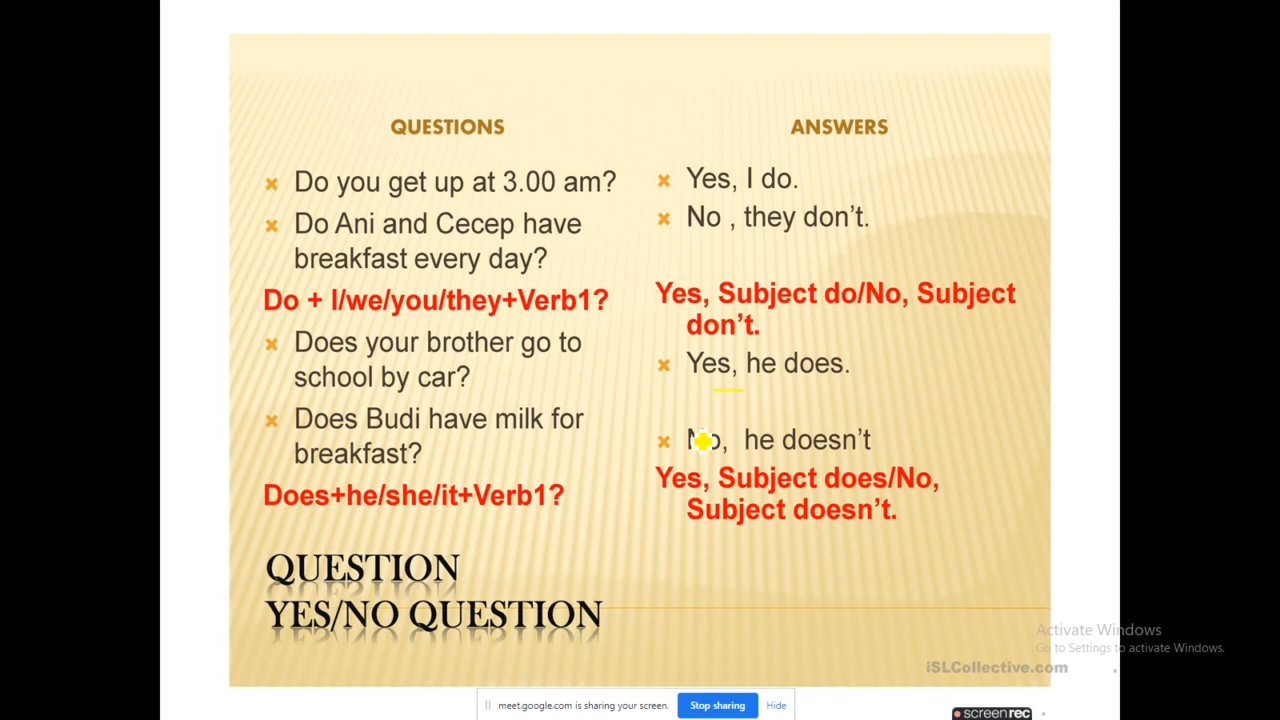 QUESTIONS
Do you get up at 3.00 am?
Do Ani and Cecep have
breakfast every day?
Do + I/we/you/they+Verb1?
Does your brother go to
school by car?
Does Budi have milk for
breakfast?
Does+he/she/it+Verb1?
ANSWERS
Yes, I do.
No , they don’t.
Yes, Subject do/No, Subject
don’t.
Yes, he does.
No, he doesn’t
Yes, Subject does/No,
Subject doesn’t.
QUESTION
YES/NO QUESTION
Activate Windows
Go to Settings to activate Windows.
iSLCollective.com
meet.google.com is sharing your screen.
Stop sharing
Hide
screenrec